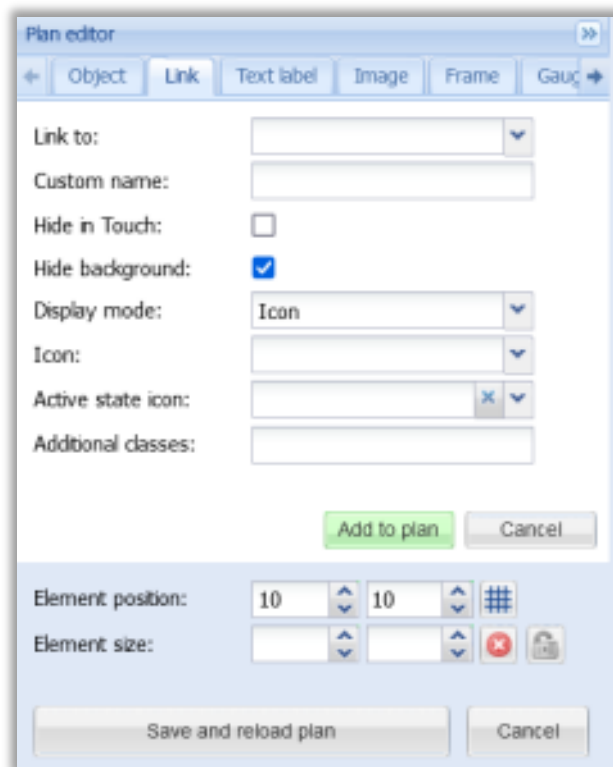 Plan editor
Object Link Text label Image Frame Gaug
Link to:
Custom name:
Hide in Touch:
Hide background:
Display mode: Icon
Icon:
Active state icon:
Additional classes:
Add to plan Cancel
Element position: 10 10
Element size:
Save and reload plan Cancel